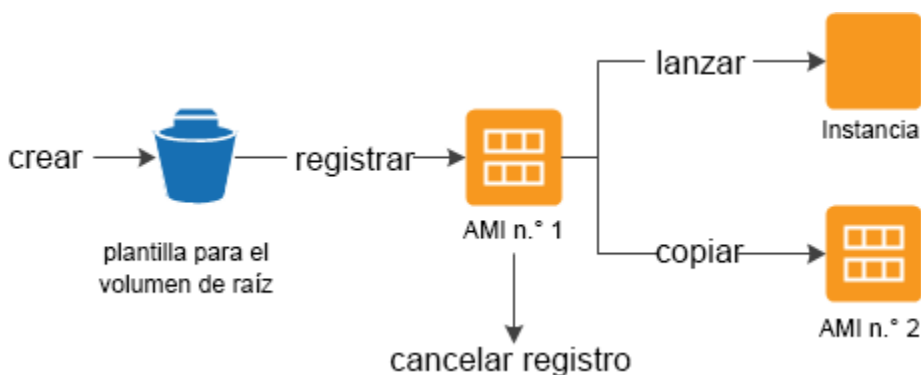 crear
plantilla para el
volumen de raíz
registrar
AMI n.° 1
cancelar registro
lanzar
Instancia
copiar
AMI n.° 2